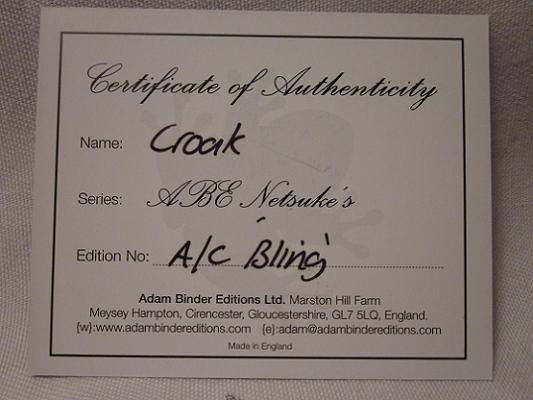 Certificate of Authenticity
Name: Croak
Series: ABE Netsuke's
Edition No: A/C 'Bling'
Adam Binder Editions Ltd. Marston Hill Farm
Meysey Hampton, Cirencester, Gloucestershire, GL7 5LQ, England.
{w}:www.adambindereditions.com {e}:adam@adambindereditions.com
Made in England